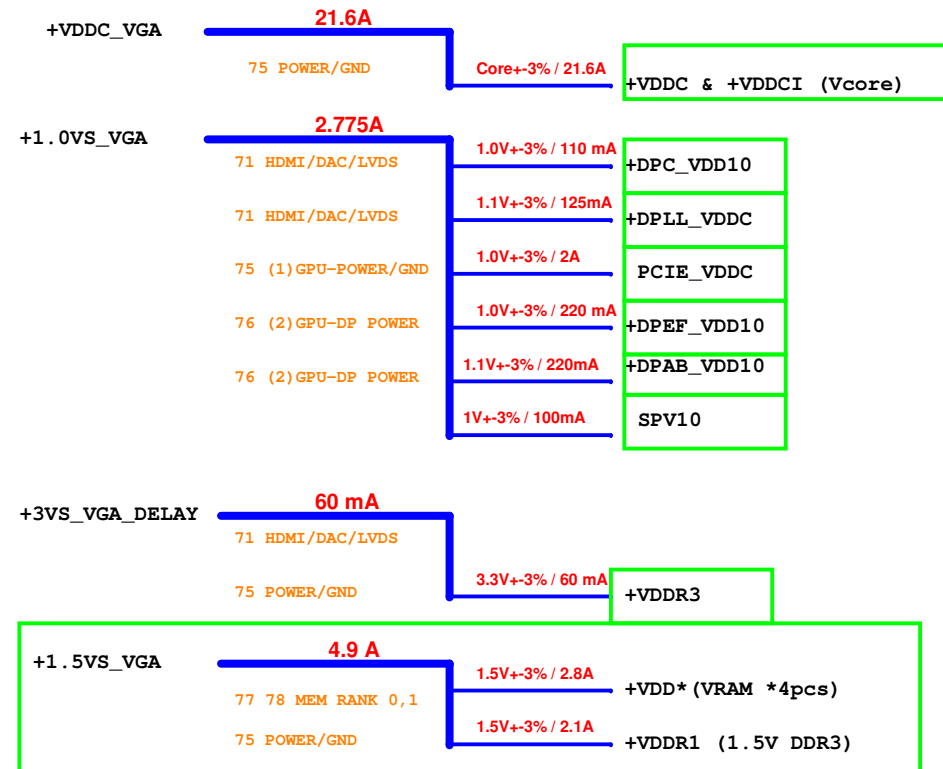 +VDDC_VGA
21.6A
75 POWER/GND
Core+-3% / 21.6A
+VDDC & +VDDCI (Vcore)
+1.0VS_VGA
2.775A
71 HDMI/DAC/LVDS
1.0V+-3% / 110 mA
+DPC_VDD10
71 HDMI/DAC/LVDS
1.1V+-3% / 125mA
+DPLL_VDDC
75 (1)GPU-POWER/GND
1.0V+-3% / 2A
PCIE_VDDC
76 (2)GPU-DP POWER
1.0V+-3% / 220 mA
+DPEF_VDD10
76 (2)GPU-DP POWER
1.1V+-3% / 220mA
+DPAB_VDD10
1V+-3% / 100mA
SPV10
+3VS_VGA_DELAY
60 mA
71 HDMI/DAC/LVDS
75 POWER/GND
3.3V+-3% / 60 mA
+VDDR3
+1.5VS_VGA
4.9 A
77 78 MEM RANK 0,1
1.5V+-3% / 2.8A
+VDD*(VRAM *4pcs)
75 POWER/GND
1.5V+-3% / 2.1A
+VDDR1 (1.5V DDR3)